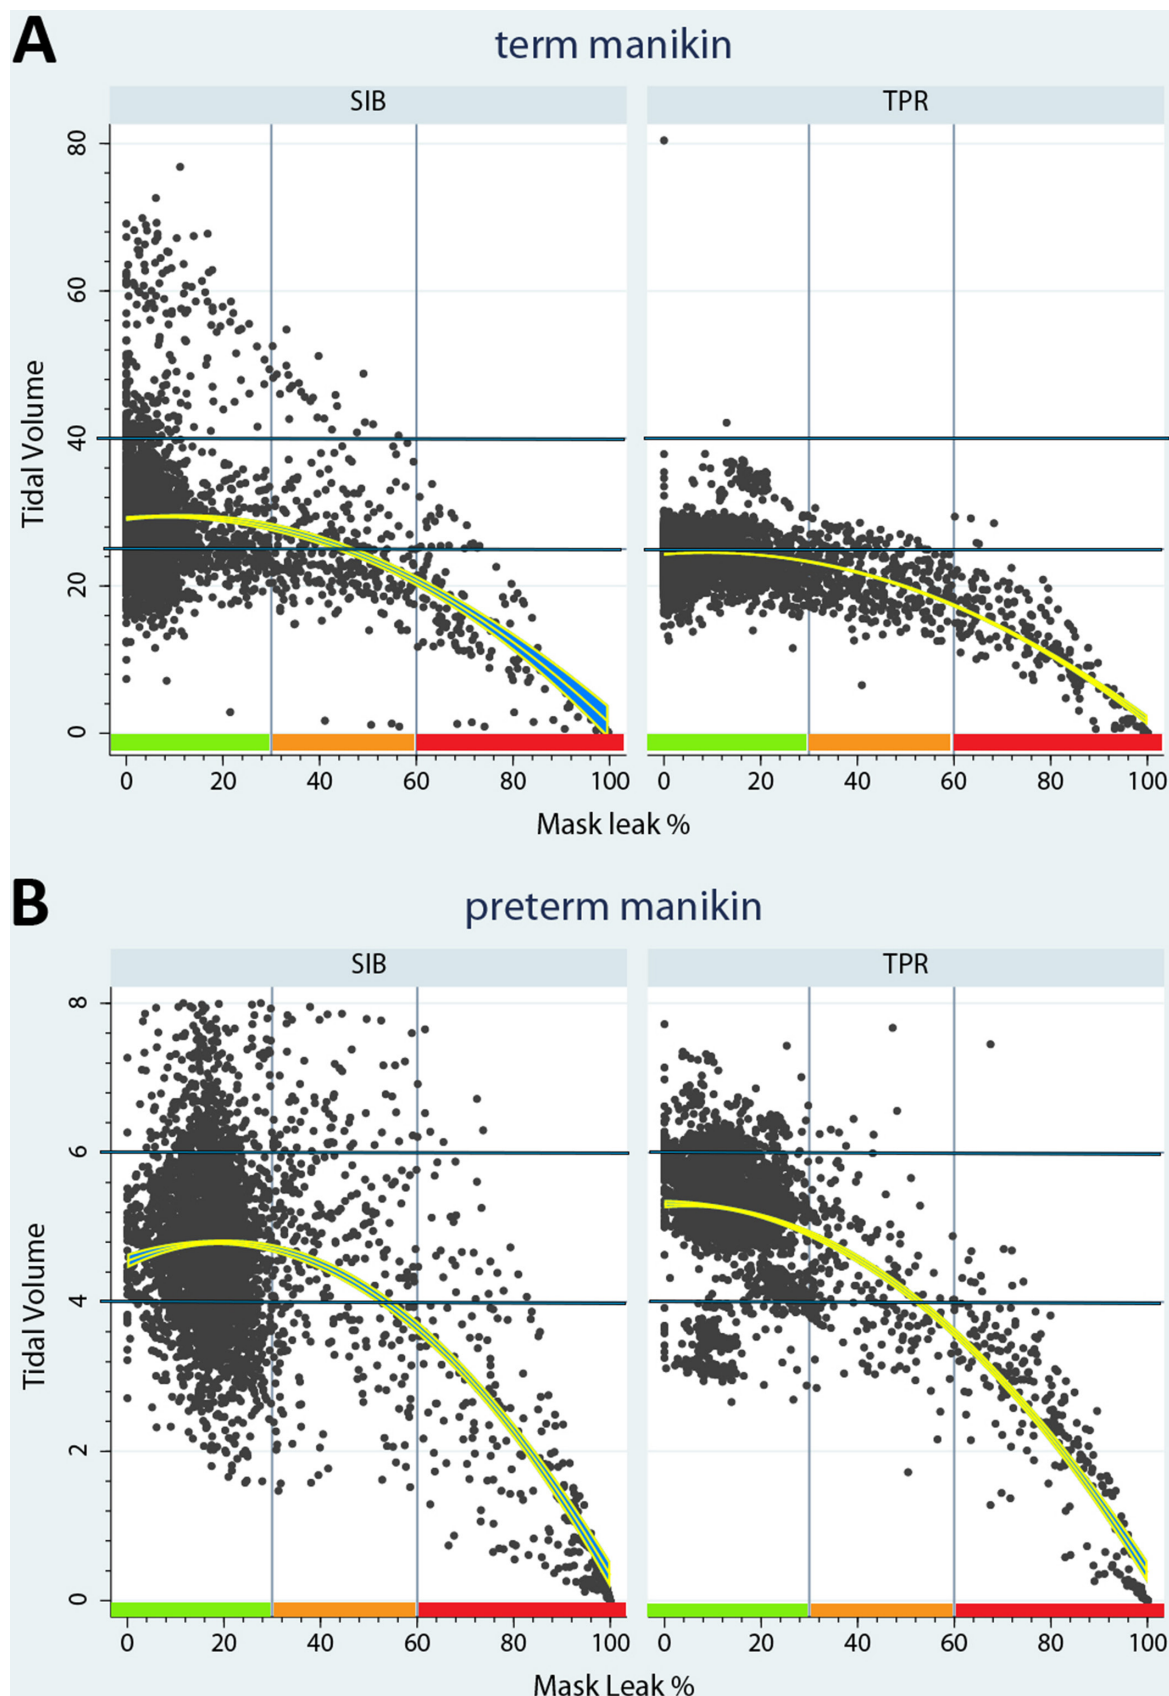 A
term manikin
SIB TPR
80
60
40
20
0
Tidal Volume
0 20 40 60 80 100 0 20 40 60 80 100
Mask leak %
B
preterm manikin
SIB TPR
8
6
4
2
0
Tidal Volume
0 20 40 60 80 100 0 20 40 60 80 100
Mask Leak %